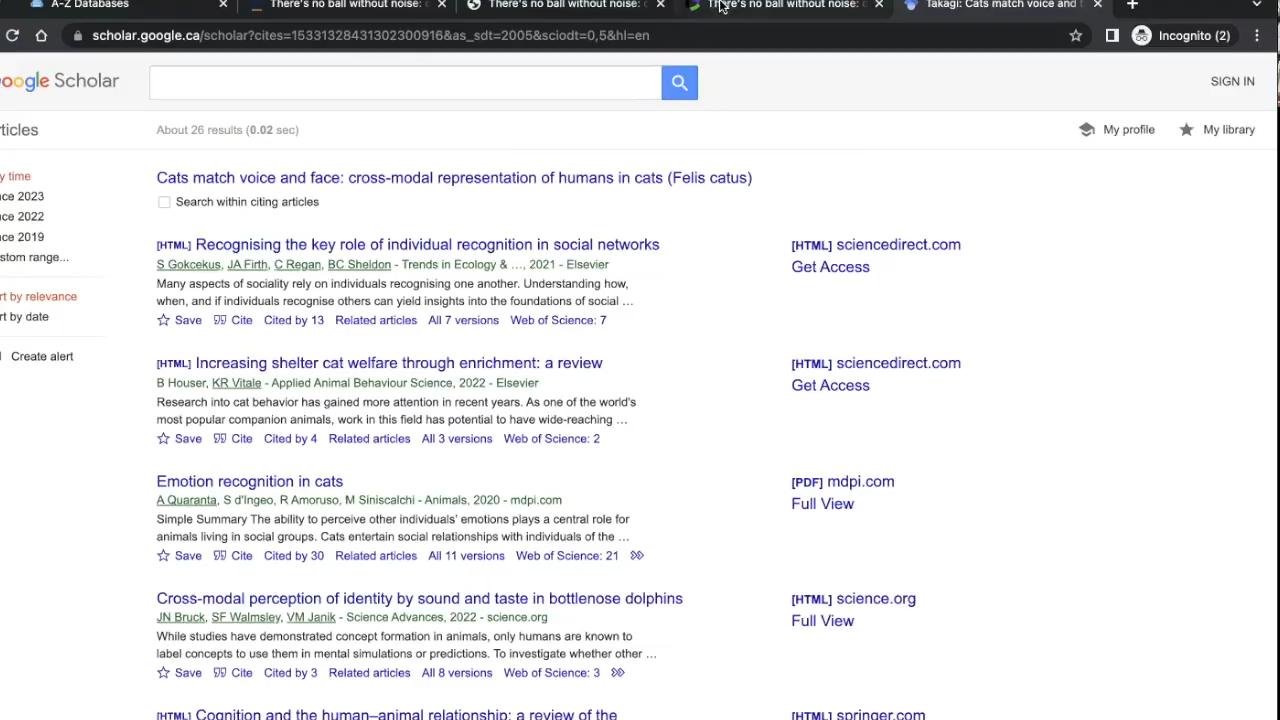 A-Z Databases
There's no ball without noise: c
There's no ball without noise: c
There's no ball without noise: c
Takagi: Cats match voice and f
scholar.google.ca/scholar?cites=15331328431302300916&as_sdt=2005&sciodt=0,5&hl=en
Incognito (2)
oogle Scholar
SIGN IN
rticles
About 26 results (0.02 sec)
My profile
My library
y time
nce 2023
nce 2022
nce 2019
stom range...
rt by relevance
rt by date
Create alert
Cats match voice and face: cross-modal representation of humans in cats (Felis catus)
Search within citing articles
[HTML] Recognising the key role of individual recognition in social networks
S Gokcekus, JA Firth, C Regan, BC Sheldon - Trends in Ecology & …, 2021 - Elsevier
Many aspects of sociality rely on individuals recognising one another. Understanding how,
when, and if individuals recognise others can yield insights into the foundations of social …
Save Cite Cited by 13 Related articles All 7 versions Web of Science: 7
[HTML] sciencedirect.com
Get Access
[HTML] Increasing shelter cat welfare through enrichment: a review
B Houser, KR Vitale - Applied Animal Behaviour Science, 2022 - Elsevier
Research into cat behavior has gained more attention in recent years. As one of the world's
most popular companion animals, work in this field has potential to have wide-reaching …
Save Cite Cited by 4 Related articles All 3 versions Web of Science: 2
[HTML] sciencedirect.com
Get Access
Emotion recognition in cats
A Quaranta, S d'Ingeo, R Amoruso, M Siniscalchi - Animals, 2020 - mdpi.com
Simple Summary The ability to perceive other individuals' emotions plays a central role for
animals living in social groups. Cats entertain social relationships with individuals of the …
Save Cite Cited by 30 Related articles All 11 versions Web of Science: 21
[PDF] mdpi.com
Full View
Cross-modal perception of identity by sound and taste in bottlenose dolphins
JN Bruck, SF Walmsley, VM Janik - Science Advances, 2022 - science.org
While studies have demonstrated concept formation in animals, only humans are known to
label concepts to use them in mental simulations or predictions. To investigate whether other …
Save Cite Cited by 3 Related articles All 8 versions Web of Science: 3
[HTML] science.org
Full View
[HTML] Cognition and the human–animal relationship: a review of the
[HTML] springer.com